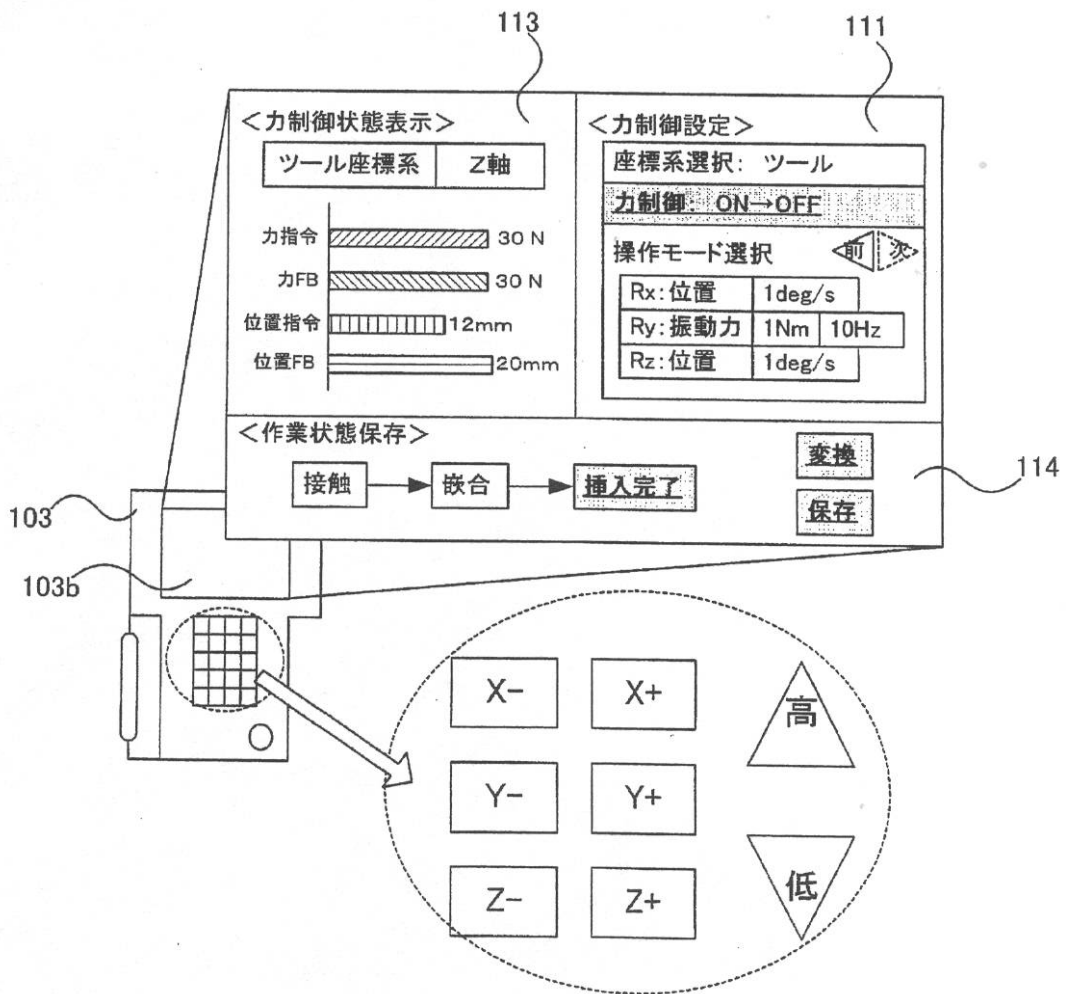 113
111
＜力制御状態表示＞
ツール座標系 Z軸
力指令 30 N
力FB 30 N
位置指令 12mm
位置FB 20mm
＜力制御設定＞
座標系選択: ツール
力制御: ON→OFF
操作モード選択 前 次
Rx:位置 1deg/s
Ry:振動力 1Nm 10Hz
Rz:位置 1deg/s
＜作業状態保存＞
接触 嵌合 挿入完了
変換
保存
114
103
103b
X− X+ 高
Y− Y+
Z− Z+ 低